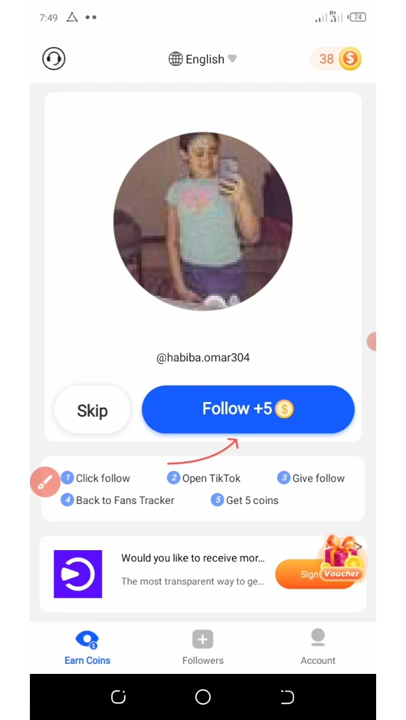 7:49
74
English
38
@habiba.omar304
Skip
Follow +5
1 Click follow 2 Open TikTok 3 Give follow
4 Back to Fans Tracker 5 Get 5 coins
Would you like to receive mor...
The most transparent way to ge...
Sign
Voucher
Earn Coins Followers Account